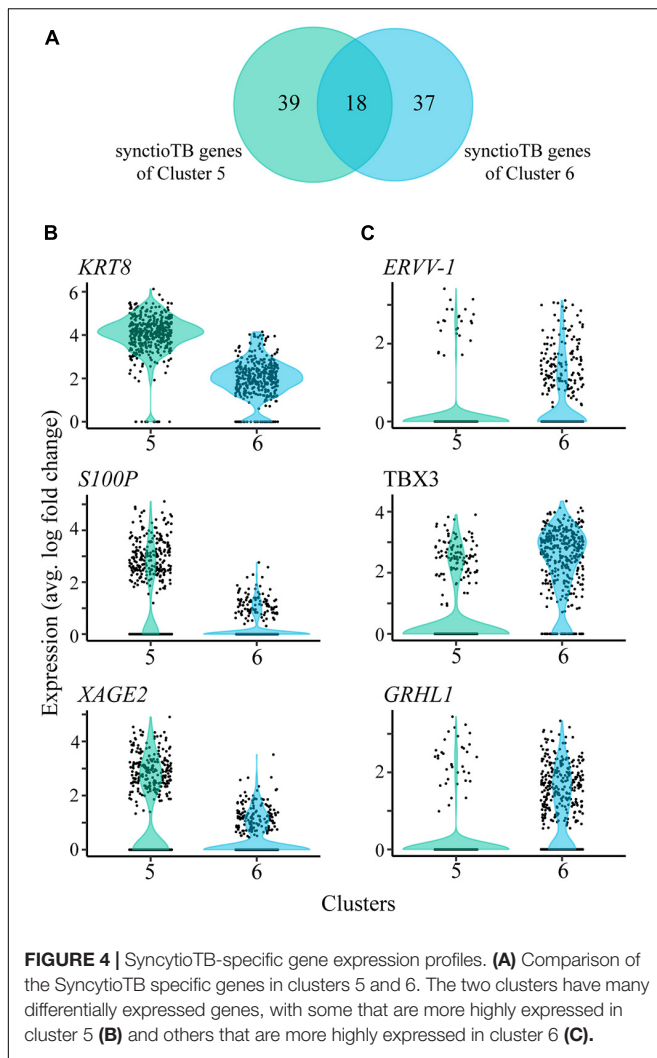 A
39
18
37
synctioTB genes
of Cluster 5
synctioTB genes
of Cluster 6
B
C
Expression (avg. log fold change)
KRT8
6
4
2
0
5
6
ERVV-1
2
0
5
6
S100P
4
2
0
5
6
TBX3
4
2
0
5
6
XAGE2
4
2
0
5
6
GRHL1
2
0
5
6
Clusters
FIGURE 4 | SyncytioTB-specific gene expression profiles. (A) Comparison of
the SyncytioTB specific genes in clusters 5 and 6. The two clusters have many
differentially expressed genes, with some that are more highly expressed in
cluster 5 (B) and others that are more highly expressed in cluster 6 (C).